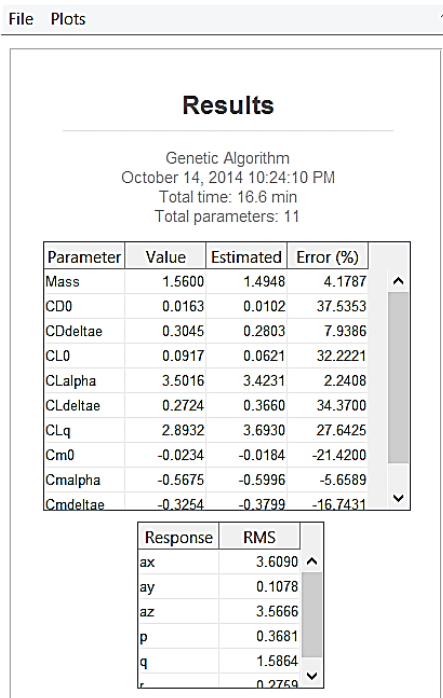 File Plots
Results
Genetic Algorithm
October 14, 2014 10:24:10 PM
Total time: 16.6 min
Total parameters: 11
Parameter Value Estimated Error (%)
Mass 1.5600 1.4948 4.1787
CD0 0.0163 0.0102 37.5353
CDdeltae 0.3045 0.2803 7.9386
CL0 0.0917 0.0621 32.2221
CLalpha 3.5016 3.4231 2.2408
CLdeltae 0.2724 0.3660 34.3700
CLq 2.8932 3.6930 27.6425
Cm0 -0.0234 -0.0184 -21.4200
Cmalpha -0.5675 -0.5996 -5.6589
Cmdeltae -0.3254 -0.3799 -16.7431
Response RMS
ax 3.6090
ay 0.1078
az 3.5666
p 0.3681
q 1.5864
r 0.2759